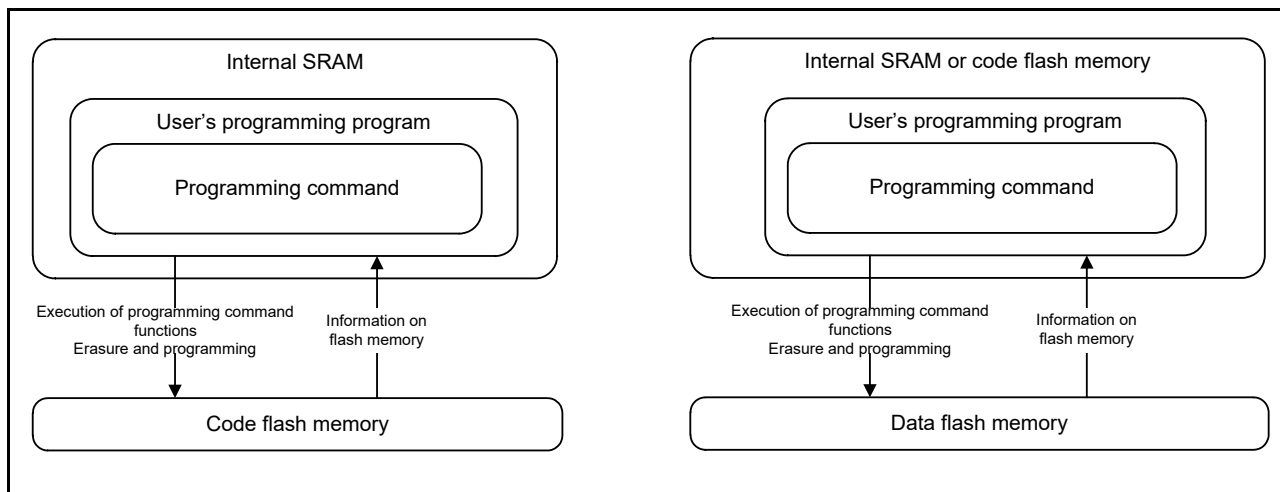 Internal SRAM
User's programming program
Programming command
Execution of programming command
functions
Erasure and programming
Information on
flash memory
Code flash memory
Internal SRAM or code flash memory
User's programming program
Programming command
Execution of programming command
functions
Erasure and programming
Information on
flash memory
Data flash memory